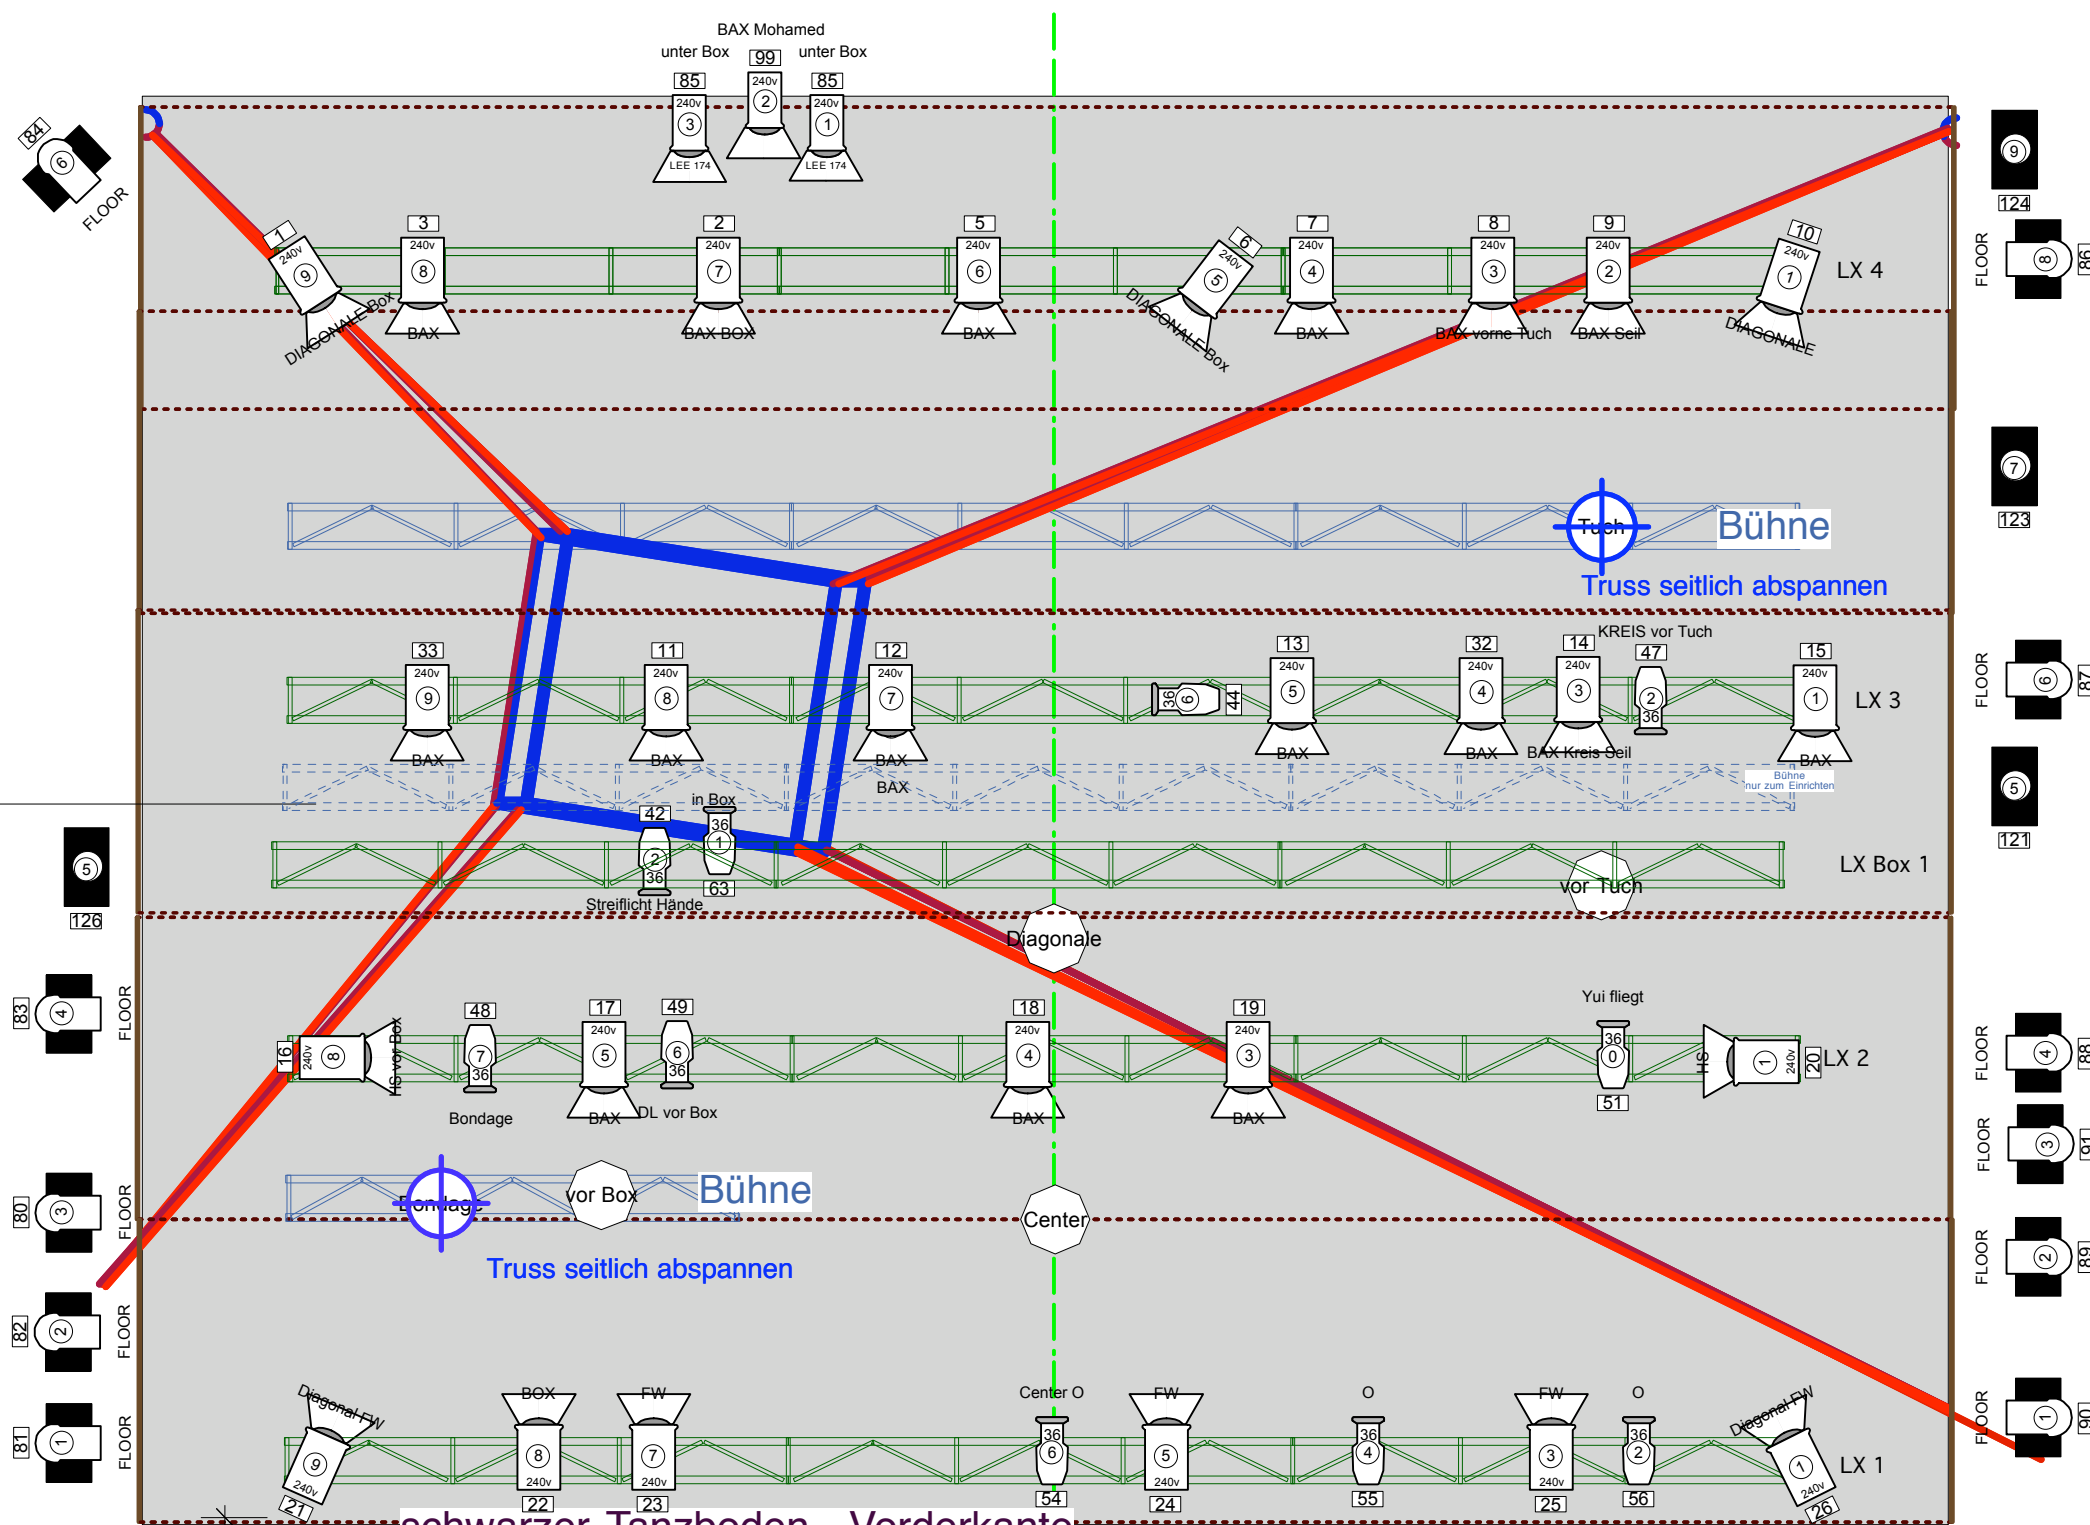 BAX Mohamed
unter Box
99
unter Box
85
240v
85
240v
2
240v
3
1
LEE 174
LEE 174
84
6
FLOOR
9
124
1
240v
9
DIAGONALE Box
3
240v
8
BAX
2
240v
7
BAX BOX
5
240v
6
BAX
6
240v
5
DIAGONALE Box
7
240v
4
BAX
8
240v
3
BAX vorne Tuch
9
240v
2
BAX Seil
10
240v
1
DIAGONALE
LX 4
FLOOR
8
86
7
123
Tuch
Bühne
Truss seitlich abspannen
KREIS vor Tuch
33
240v
9
BAX
11
240v
8
BAX
12
240v
7
BAX
BAX
36
6
44
13
240v
5
BAX
32
240v
4
BAX
14
240v
3
BAX Kreis Seil
47
2
36
15
240v
1
BAX
LX 3
FLOOR
6
87
Bühne
nur zum Einrichten
5
121
in Box
42
2
36
36
1
63
Streiflicht Hände
vor Tuch
LX Box 1
5
126
Diagonale
83
4
FLOOR
16
240v
8
HS vor Box
48
7
36
Bondage
17
240v
5
BAX
49
6
36
DL vor Box
18
240v
4
BAX
19
240v
3
BAX
Yui fliegt
36
0
51
HS
1
240v
20
LX 2
FLOOR
4
88
FLOOR
3
91
80
3
FLOOR
Bondage
vor Box
Bühne
Center
Truss seitlich abspannen
FLOOR
2
89
82
2
FLOOR
81
1
FLOOR
Diagonal FW
9
240v
21
BOX
8
240v
22
FW
7
240v
23
Center O
36
6
54
FW
5
240v
24
O
36
4
55
FW
3
240v
25
O
36
2
56
Diagonal FW
1
240v
26
LX 1
FLOOR
1
90
schwarzer Tanzboden - Vorderkante